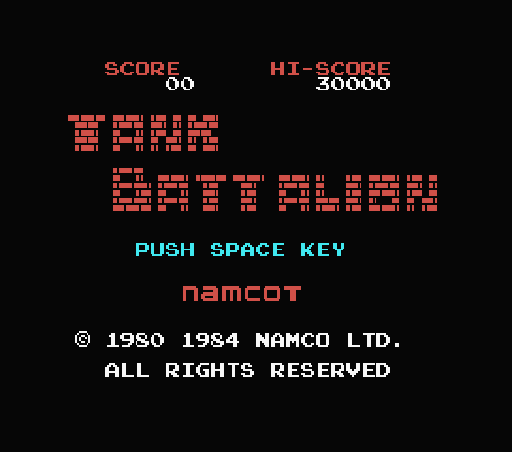 SCORE HI-SCORE
00 30000
TANK
BATTALION
PUSH SPACE KEY
namcot
© 1980 1984 NAMCO LTD.
ALL RIGHTS RESERVED